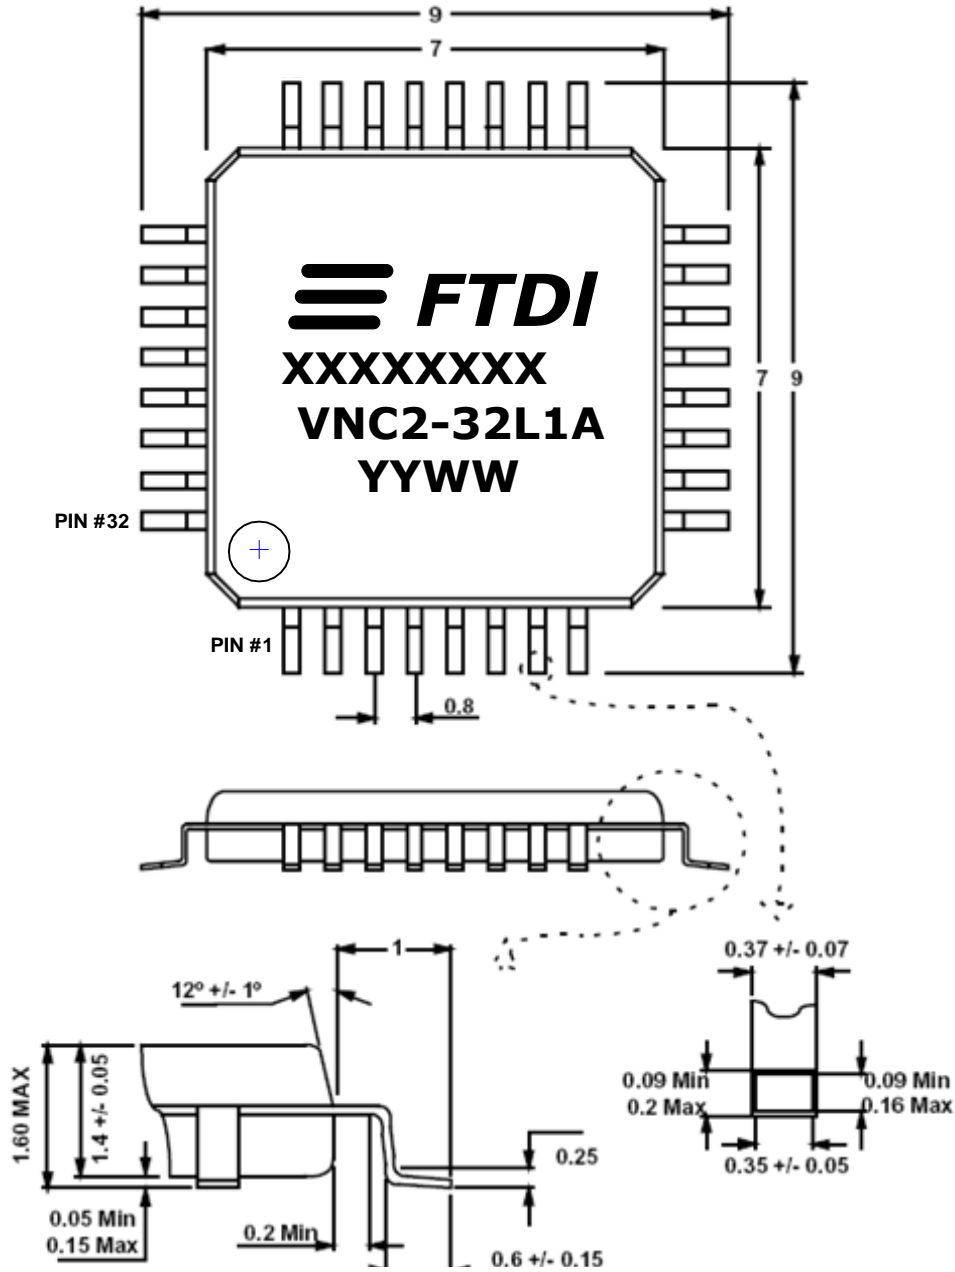 9
7
FTDI
XXXXXXXX
VNC2-32L1A
YYWW
7 9
PIN #32
PIN #1
0.8
1
12º +/- 1º
1.60 MAX
1.4 +/- 0.05
0.25
0.05 Min
0.15 Max
0.2 Min
0.6 +/- 0.15
0.37 +/- 0.07
0.09 Min
0.2 Max
0.09 Min
0.16 Max
0.35 +/- 0.05